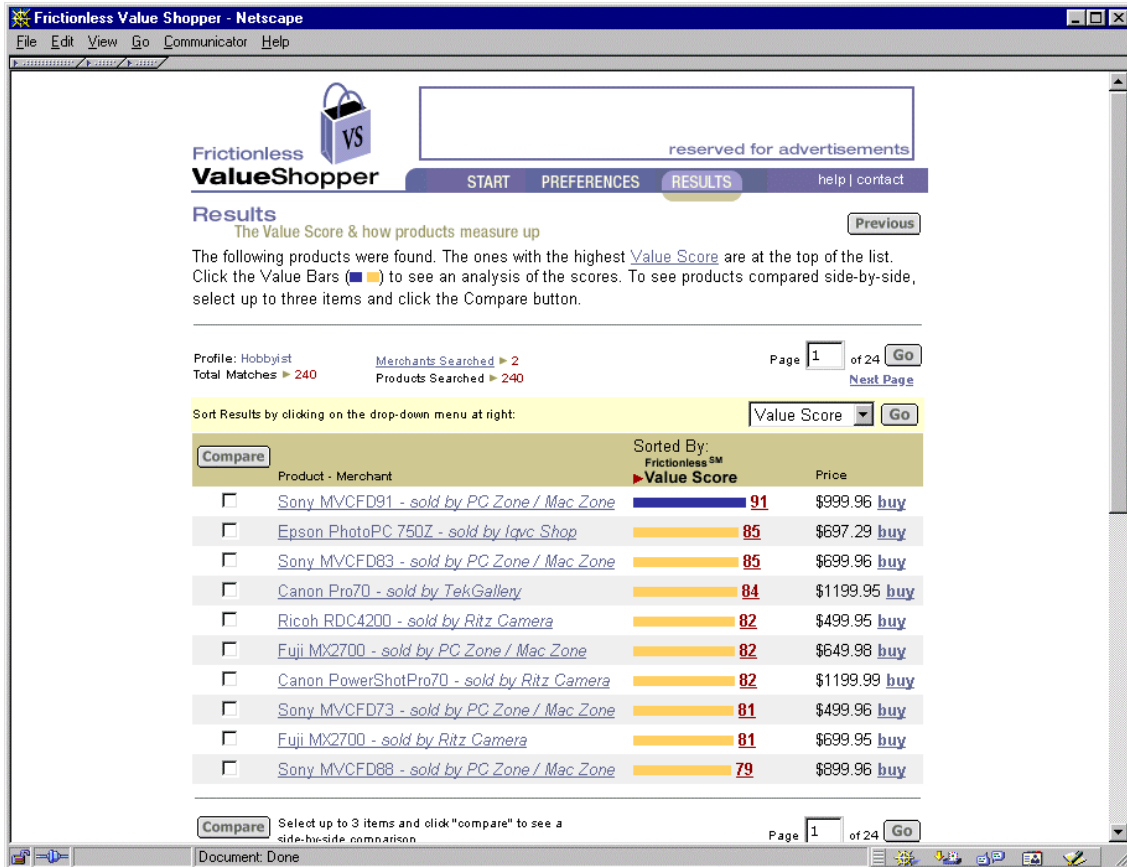 Frictionless Value Shopper - Netscape
File Edit View Go Communicator Help
VS
reserved for advertisements
Frictionless
ValueShopper
START PREFERENCES RESULTS help | contact
Results
The Value Score & how products measure up
Previous
The following products were found. The ones with the highest Value Score are at the top of the list.
Click the Value Bars ( ) to see an analysis of the scores. To see products compared side-by-side,
select up to three items and click the Compare button.
Profile: Hobbyist
Total Matches ► 240
Merchants Searched ► 2
Products Searched ► 240
Page 1 of 24 Go
Next Page
Sort Results by clicking on the drop-down menu at right: Value Score Go
Compare
Product - Merchant
Sorted By:
Frictionless SM
►Value Score
Price
Sony MVCFD91 - sold by PC Zone / Mac Zone 91 $999.96 buy
Epson PhotoPC 750Z - sold by Iqvc Shop 85 $697.29 buy
Sony MVCFD83 - sold by PC Zone / Mac Zone 85 $699.96 buy
Canon Pro70 - sold by TekGallery 84 $1199.95 buy
Ricoh RDC4200 - sold by Ritz Camera 82 $499.95 buy
Fuji MX2700 - sold by PC Zone / Mac Zone 82 $649.98 buy
Canon PowerShotPro70 - sold by Ritz Camera 82 $1199.99 buy
Sony MVCFD73 - sold by PC Zone / Mac Zone 81 $499.96 buy
Fuji MX2700 - sold by Ritz Camera 81 $699.95 buy
Sony MVCFD88 - sold by PC Zone / Mac Zone 79 $899.96 buy
Compare
Select up to 3 items and click "compare" to see a
side-by-side comparison
Page 1 of 24 Go
Document: Done